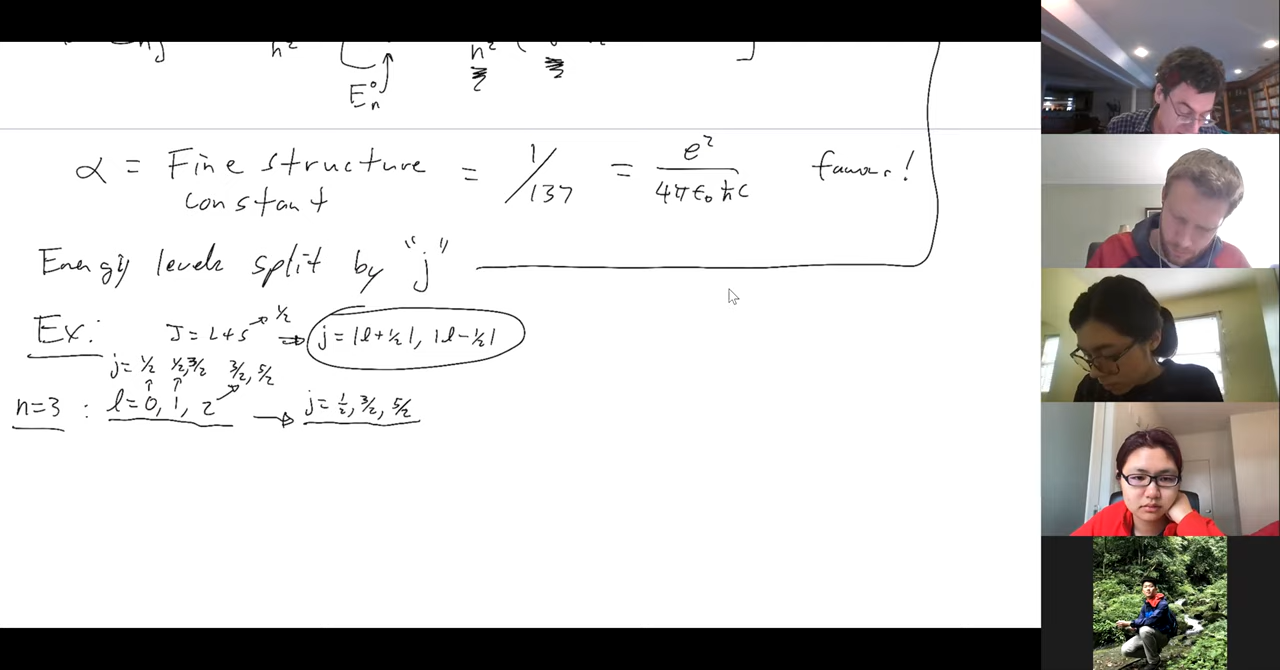 n²
Eₙ⁰
α = Fine structure constant = 1/137 = e² / 4πε₀ħc famous!
Energy levels split by "j"
Ex: J = L + S → 1/2 ⇒ j = |l+½|, |l-½|
j = ½ ½, 3/2 3/2, 5/2
n=3 : l = 0, 1, 2 → j = ½, 3/2, 5/2